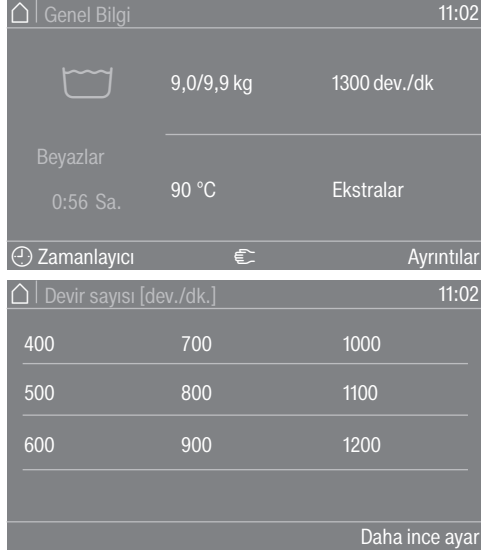 Genel Bilgi 11:02
9,0/9,9 kg 1300 dev./dk
Beyazlar
0:56 Sa.
90 °C Ekstralar
Zamanlayıcı Ayrıntılar
Devir sayısı [dev./dk.] 11:02
400 700 1000
500 800 1100
600 900 1200
Daha ince ayar